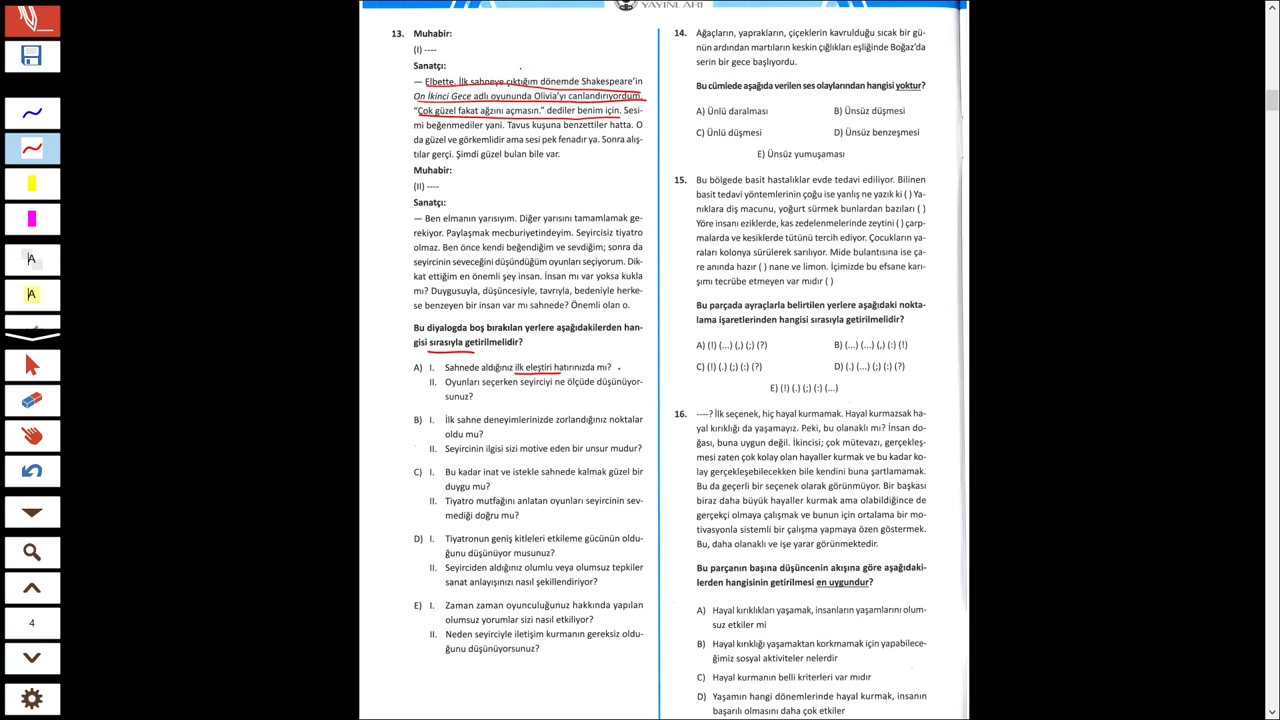 YAYINLARI
13. Muhabir:
(I) ----
Sanatçı:
— Elbette. İlk sahneye çıktığım dönemde Shakespeare'in
On İkinci Gece adlı oyununda Olivia'yı canlandırıyordum.
“Çok güzel fakat ağzını açmasın.” dediler benim için. Sesi-
mi beğenmediler yani. Tavus kuşuna benzettiler hatta. O
da güzel ve görkemlidir ama sesi pek fenadır ya. Sonra alış-
tılar gerçi. Şimdi güzel bulan bile var.
Muhabir:
(II) ----
Sanatçı:
— Ben elmanın yarısıyım. Diğer yarısını tamamlamak ge-
rekiyor. Paylaşmak mecburiyetindeyim. Seyircisiz tiyatro
olmaz. Ben önce kendi beğendiğim ve sevdiğim; sonra da
seyircinin seveceğini düşündüğüm oyunları seçiyorum. Dik-
kat ettiğim en önemli şey insan. İnsan mı var yoksa kukla
mı? Duygusuyla, düşüncesiyle, tavrıyla, bedeniyle herke-
se benzeyen bir insan var mı sahnede? Önemli olan o.
Bu diyalogda boş bırakılan yerlere aşağıdakilerden han-
gisi sırasıyla getirilmelidir?
A) I. Sahnede aldığınız ilk eleştiri hatırınızda mı?
II. Oyunları seçerken seyirciyi ne ölçüde düşünüyor-
sunuz?
B) I. İlk sahne deneyimlerinizde zorlandığınız noktalar
oldu mu?
II. Seyircinin ilgisi sizi motive eden bir unsur mudur?
C) I. Bu kadar inat ve istekle sahnede kalmak güzel bir
duygu mu?
II. Tiyatro mutfağını anlatan oyunları seyircinin sev-
mediği doğru mu?
D) I. Tiyatronun geniş kitleleri etkileme gücünün oldu-
ğunu düşünüyor musunuz?
II. Seyirciden aldığınız olumlu veya olumsuz tepkiler
sanat anlayışınızı nasıl şekillendiriyor?
E) I. Zaman zaman oyunculuğunuz hakkında yapılan
olumsuz yorumlar sizi nasıl etkiliyor?
II. Neden seyirciyle iletişim kurmanın gereksiz oldu-
ğunu düşünüyorsunuz?
14. Ağaçların, yaprakların, çiçeklerin kavrulduğu sıcak bir gü-
nün ardından martıların keskin çığlıkları eşliğinde Boğaz'da
serin bir gece başlıyordu.
Bu cümlede aşağıda verilen ses olaylarından hangisi yoktur?
A) Ünlü daralması B) Ünsüz düşmesi
C) Ünlü düşmesi D) Ünsüz benzeşmesi
E) Ünsüz yumuşaması
15. Bu bölgede basit hastalıklar evde tedavi ediliyor. Bilinen
basit tedavi yöntemlerinin çoğu ise yanlış ne yazık ki ( ) Ya-
nıklara diş macunu, yoğurt sürmek bunlardan bazıları ( )
Yöre insanı eziklerde, kas zedelenmelerinde zeytini ( ) çarp-
malarda ve kesiklerde tütünü tercih ediyor. Çocukların ya-
raları kolonya sürülerek sarılıyor. Mide bulantısına ise ça-
re anında hazır ( ) nane ve limon. İçimizde bu efsane karı-
şımı tecrübe etmeyen var mıdır ( )
Bu parçada ayraçlarla belirtilen yerlere aşağıdaki nokta-
lama işaretlerinden hangisi sırasıyla getirilmelidir?
A) (!) (...) (,) (;) (?) B) (...) (...) (,) (:) (!)
C) (!) (.) (;) (:) (?) D) (.) (...) (;) (:) (?)
E) (!) (.) (;) (:) (...)
16. ----? İlk seçenek, hiç hayal kurmamak. Hayal kurmazsak ha-
yal kırıklığı da yaşamayız. Peki, bu olanaklı mı? İnsan do-
ğası, buna uygun değil. İkincisi; çok mütevazı, gerçekleş-
mesi zaten çok kolay olan hayaller kurmak ve bu kadar ko-
lay gerçekleşebilecekken bile kendini buna şartlamamak.
Bu da geçerli bir seçenek olarak görünmüyor. Bir başkası
biraz daha büyük hayaller kurmak ama olabildiğince de
gerçekçi olmaya çalışmak ve bunun için ortalama bir mo-
tivasyonla sistemli bir çalışma yapmaya özen göstermek.
Bu, daha olanaklı ve işe yarar görünmektedir.
Bu parçanın başına düşüncenin akışına göre aşağıdaki-
lerden hangisinin getirilmesi en uygundur?
A) Hayal kırıklıkları yaşamak, insanların yaşamlarını olum-
suz etkiler mi
B) Hayal kırıklığı yaşamaktan korkmamak için yapabilece-
ğimiz sosyal aktiviteler nelerdir
C) Hayal kurmanın belli kriterleri var mıdır
D) Yaşamın hangi dönemlerinde hayal kurmak, insanın
başarılı olmasını daha çok etkiler
A
A
4